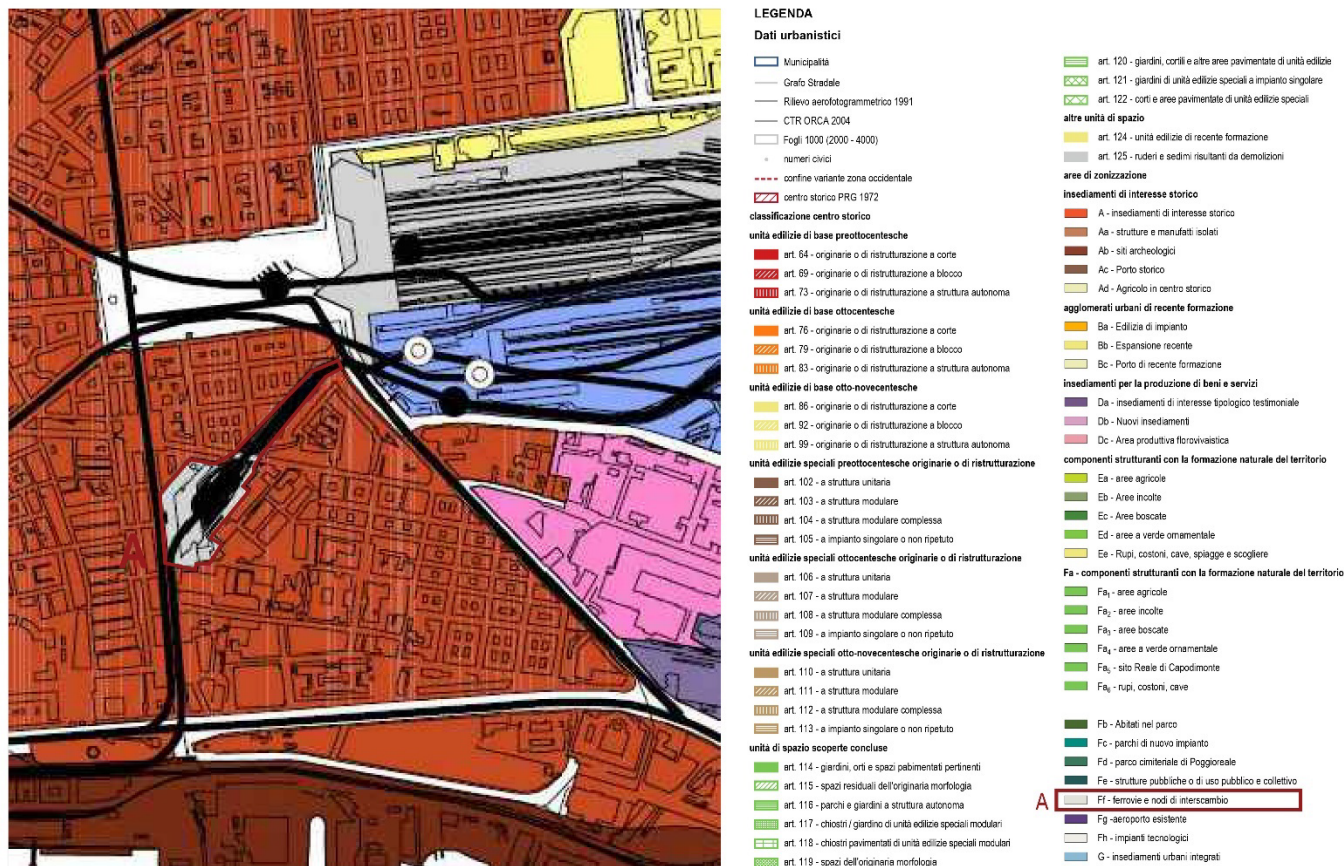 A
LEGENDA
Dati urbanistici
Municipalità
Grafo Stradale
Rilievo aerofotogrammetrico 1991
CTR ORCA 2004
Fogli 1000 (2000 - 4000)
numeri civici
confine variante zona occidentale
centro storico PRG 1972
classificazione centro storico
unità edilizie di base preottocentesche
art. 64 - originarie o di ristrutturazione a corte
art. 69 - originarie o di ristrutturazione a blocco
art. 73 - originarie o di ristrutturazione a struttura autonoma
unità edilizie di base ottocentesche
art. 76 - originarie o di ristrutturazione a corte
art. 79 - originarie o di ristrutturazione a blocco
art. 83 - originarie o di ristrutturazione a struttura autonoma
unità edilizie di base otto-novecentesche
art. 86 - originarie o di ristrutturazione a corte
art. 92 - originarie o di ristrutturazione a blocco
art. 99 - originarie o di ristrutturazione a struttura autonoma
unità edilizie speciali preottocentesche originarie o di ristrutturazione
art. 102 - a struttura unitaria
art. 103 - a struttura modulare
art. 104 - a struttura modulare complessa
art. 105 - a impianto singolare o non ripetuto
unità edilizie speciali ottocentesche originarie o di ristrutturazione
art. 106 - a struttura unitaria
art. 107 - a struttura modulare
art. 108 - a struttura modulare complessa
art. 109 - a impianto singolare o non ripetuto
unità edilizie speciali otto-novecentesche originarie o di ristrutturazione
art. 110 - a struttura unitaria
art. 111 - a struttura modulare
art. 112 - a struttura modulare complessa
art. 113 - a impianto singolare o non ripetuto
unità di spazio scoperte concluse
art. 114 - giardini, orti e spazi pabimentati pertinenti
art. 115 - spazi residuali dell'originaria morfologia
art. 116 - parchi e giardini a struttura autonoma
art. 117 - chiostri / giardino di unità edilizie speciali modulari
art. 118 - chiostri pavimentati di unità edilizie speciali modulari
art. 119 - spazi dell'originaria morfologia
art. 120 - giardini, cortili e altre aree pavimentate di unità edilizie
art. 121 - giardini di unità edilizie speciali a impianto singolare
art. 122 - corti e aree pavimentate di unità edilizie speciali
altre unità di spazio
art. 124 - unità edilizie di recente formazione
art. 125 - ruderi e sedimi risultanti da demolizioni
aree di zonizzazione
insediamenti di interesse storico
A - insediamenti di interesse storico
Aa - strutture e manufatti isolati
Ab - siti archeologici
Ac - Porto storico
Ad - Agricolo in centro storico
agglomerati urbani di recente formazione
Ba - Edilizia di impianto
Bb - Espansione recente
Bc - Porto di recente formazione
insediamenti per la produzione di beni e servizi
Da - insediamenti di interesse tipologico testimoniale
Db - Nuovi insediamenti
Dc - Area produttiva florovivaistica
componenti strutturanti con la formazione naturale del territorio
Ea - aree agricole
Eb - Aree incolte
Ec - Aree boscate
Ed - aree a verde ornamentale
Ee - Rupi, costoni, cave, spiagge e scogliere
Fa - componenti strutturanti con la formazione naturale del territorio
Fa₁ - aree agricole
Fa₂ - aree incolte
Fa₃ - aree boscate
Fa₄ - aree a verde ornamentale
Fa₅ - sito Reale di Capodimonte
Fa₆ - rupi, costoni, cave
Fb - Abitati nel parco
Fc - parchi di nuovo impianto
Fd - parco cimiteriale di Poggioreale
Fe - strutture pubbliche o di uso pubblico e collettivo
A Ff - ferrovie e nodi di interscambio
Fg -aeroporto esistente
Fh - impianti tecnologici
G - insediamenti urbani integrati